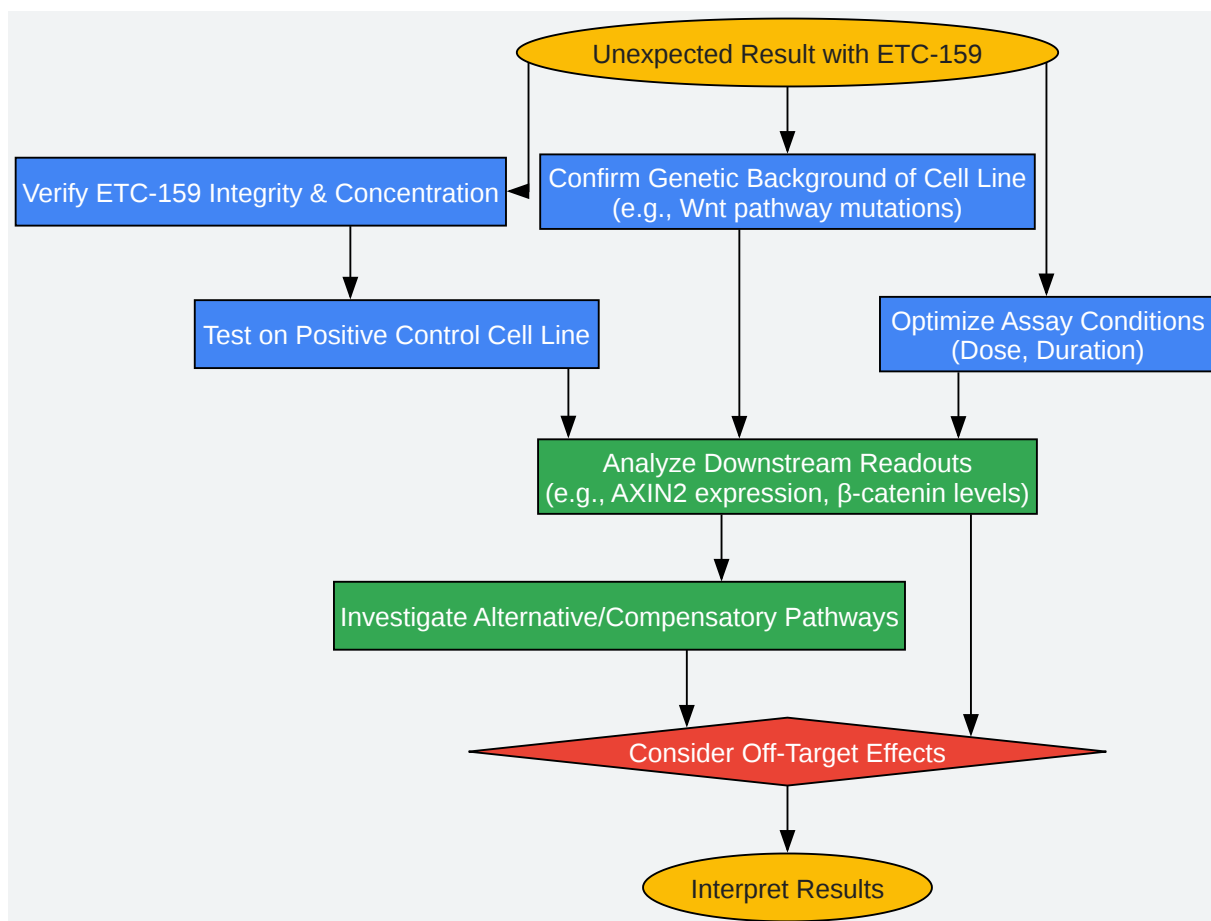 Unexpected Result with ETC-159
Verify ETC-159 Integrity & Concentration
Confirm Genetic Background of Cell Line
(e.g., Wnt pathway mutations)
Test on Positive Control Cell Line
Optimize Assay Conditions
(Dose, Duration)
Analyze Downstream Readouts
(e.g., AXIN2 expression, β-catenin levels)
Investigate Alternative/Compensatory Pathways
Consider Off-Target Effects
Interpret Results